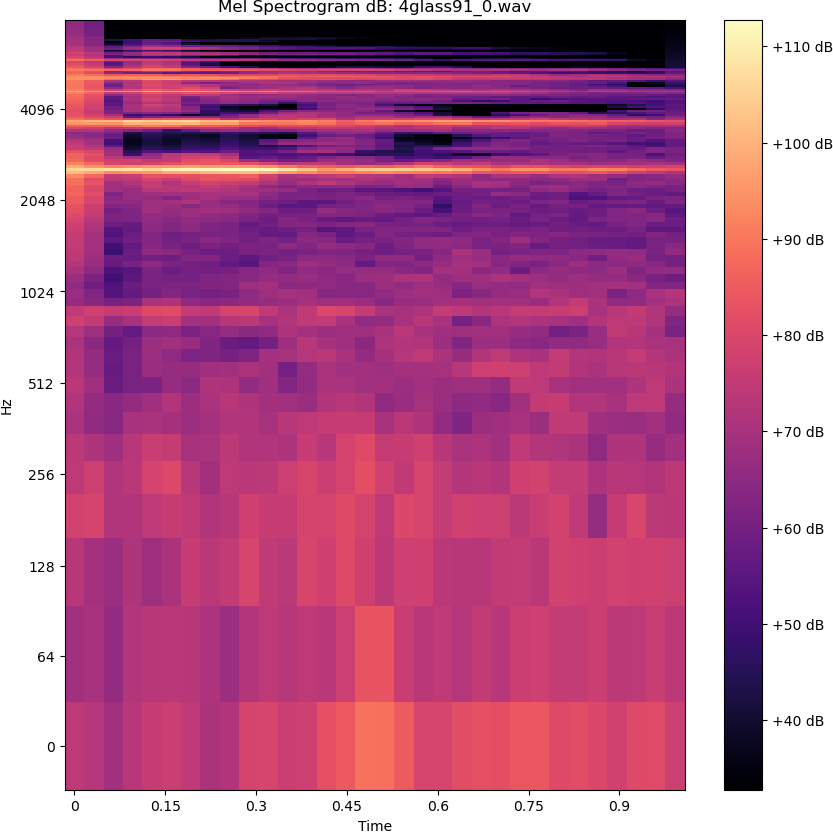 Mel Spectrogram dB: 4glass91_0.wav
+110 dB
4096
+100 dB
2048
+90 dB
1024
+80 dB
512
Hz
+70 dB
256
+60 dB
128
+50 dB
64
+40 dB
0
0 0.15 0.3 0.45 0.6 0.75 0.9
Time